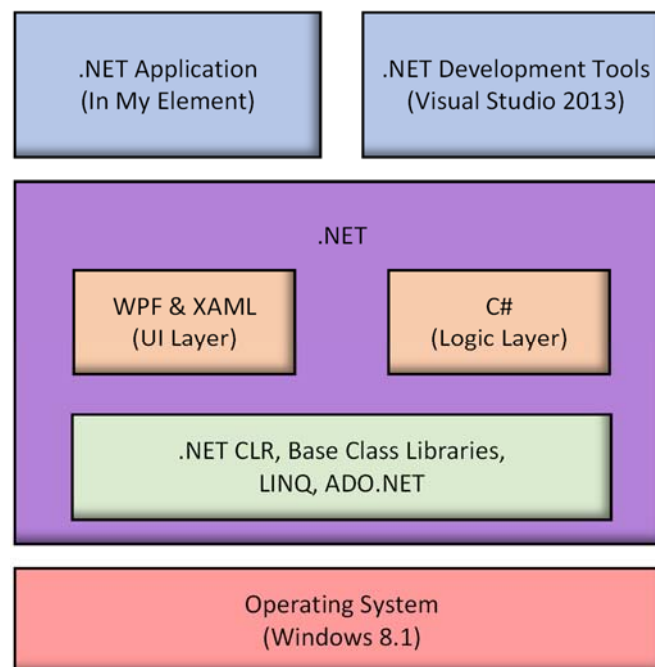 .NET Application
(In My Element)
.NET Development Tools
(Visual Studio 2013)
.NET
WPF & XAML
(UI Layer)
C#
(Logic Layer)
.NET CLR, Base Class Libraries,
LINQ, ADO.NET
Operating System
(Windows 8.1)